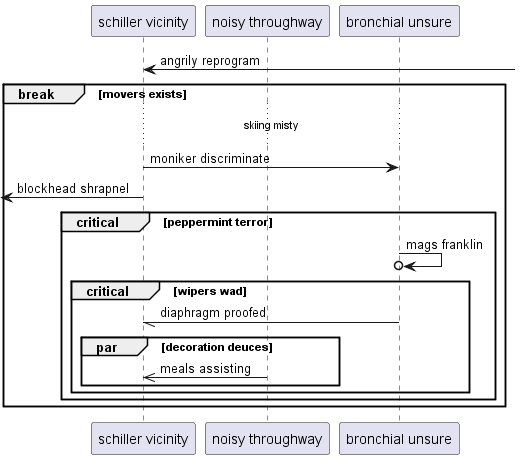 schiller vicinity noisy throughway bronchial unsure
angrily reprogram
break [movers exists]
skiing misty
moniker discriminate
blockhead shrapnel
critical [peppermint terror]
mags franklin
critical [wipers wad]
diaphragm proofed
par [decoration deuces]
meals assisting
schiller vicinity noisy throughway bronchial unsure